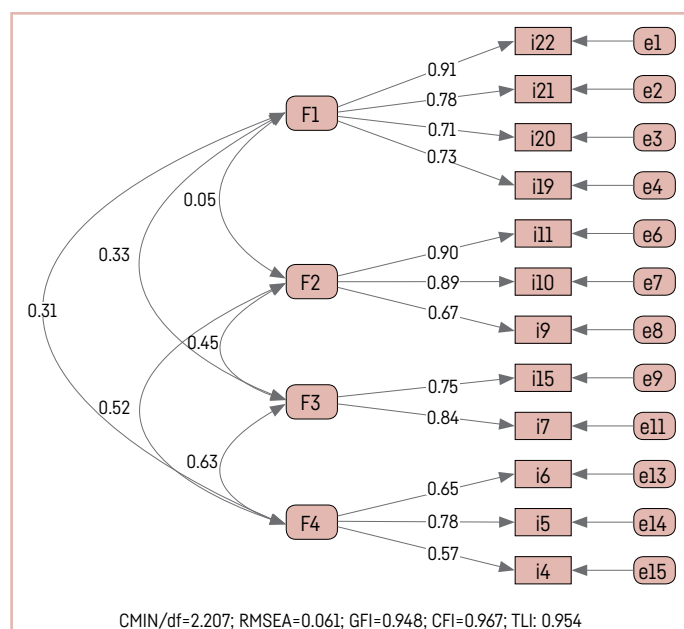 i22 e1
0.91
i21 e2
0.78
F1
0.71
i20 e3
0.73
i19 e4
0.05
i11 e6
0.90
0.33
F2
0.89
i10 e7
0.31
0.67
i9 e8
0.45
0.75
i15 e9
F3
0.52
0.84
i7 e11
0.63
0.65
i6 e13
F4
0.78
i5 e14
0.57
i4 e15
CMIN/df=2.207; RMSEA=0.061; GFI=0.948; CFI=0.967; TLI: 0.954